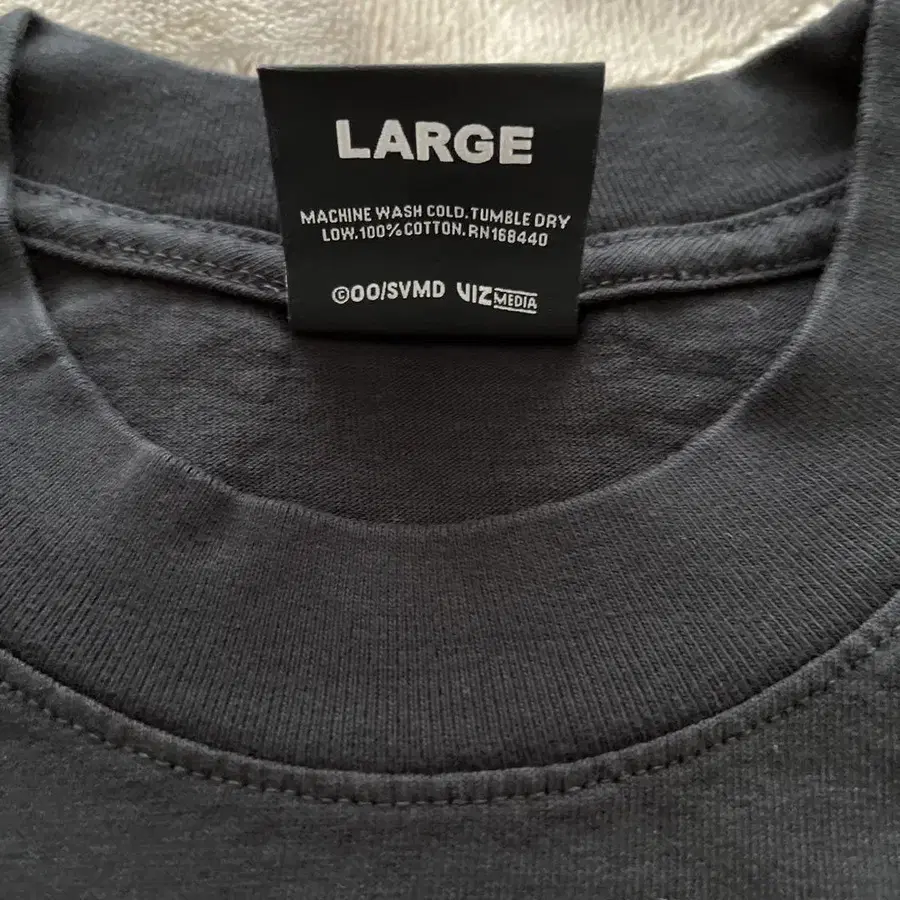 LARGE
MACHINE WASH COLD. TUMBLE DRY
LOW. 100% COTTON. RN168440
©OO/SVMD VIZ MEDIA